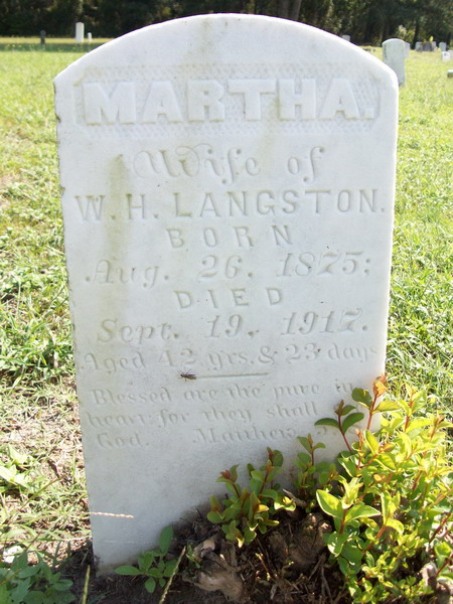 MARTHA.
Wife of
W. H. LANGSTON.
BORN
Aug. 26. 1875;
DIED
Sept. 19. 1917.
Aged 42 yrs. & 23 days
Blessed are the pure in
heart: for they shall
God. Matthew